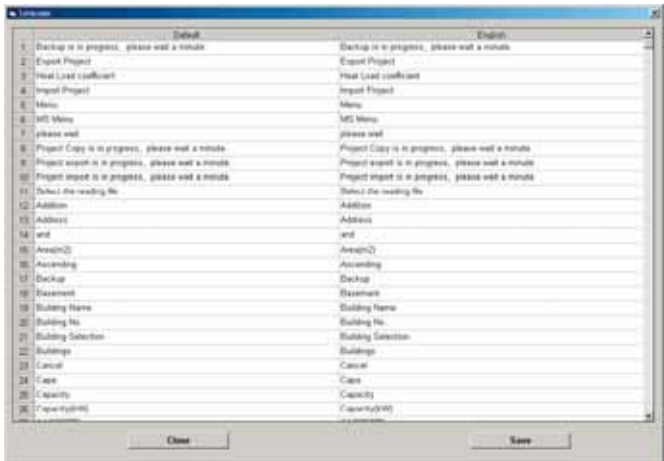 Default English
1 Backup is in progress, please wait a minute Backup is in progress, please wait a minute
2 Export Project Export Project
3 Heat Load coefficient Heat Load coefficient
4 Import Project Import Project
5 Menu Menu
6 MS Menu MS Menu
7 please wait please wait
8 Project Copy is in progress, please wait a minute Project Copy is in progress, please wait a minute
9 Project export is in progress, please wait a minute Project export is in progress, please wait a minute
10 Project import is in progress, please wait a minute Project import is in progress, please wait a minute
11 Select the reading file Select the reading file
12 Addition Addition
13 Address Address
14 and and
15 Area(m2) Area(m2)
16 Ascending Ascending
17 Backup Backup
18 Basement Basement
19 Building Name Building Name
20 Building No. Building No.
21 Building Selection Building Selection
22 Buildings Buildings
23 Cancel Cancel
24 Capa Capa
25 Capacity Capacity
26 Capacity(kW) Capacity(kW)
Close Save